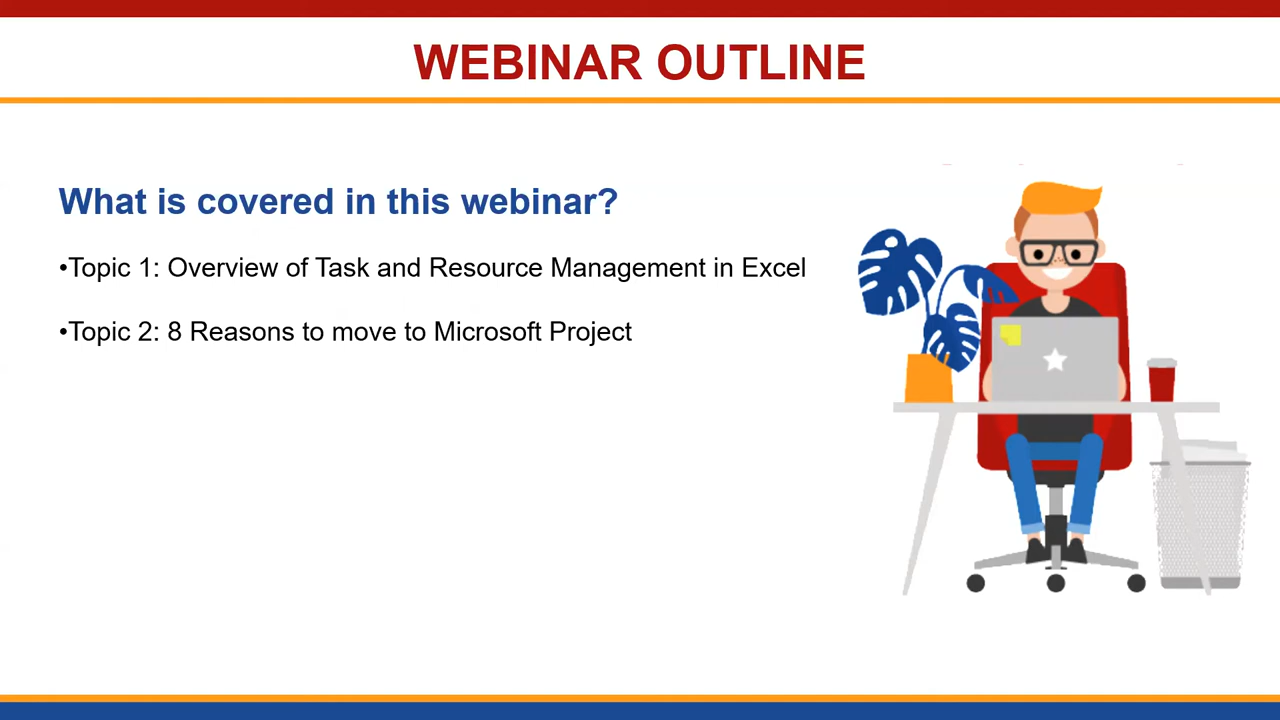 WEBINAR OUTLINE
What is covered in this webinar?
•Topic 1: Overview of Task and Resource Management in Excel
•Topic 2: 8 Reasons to move to Microsoft Project